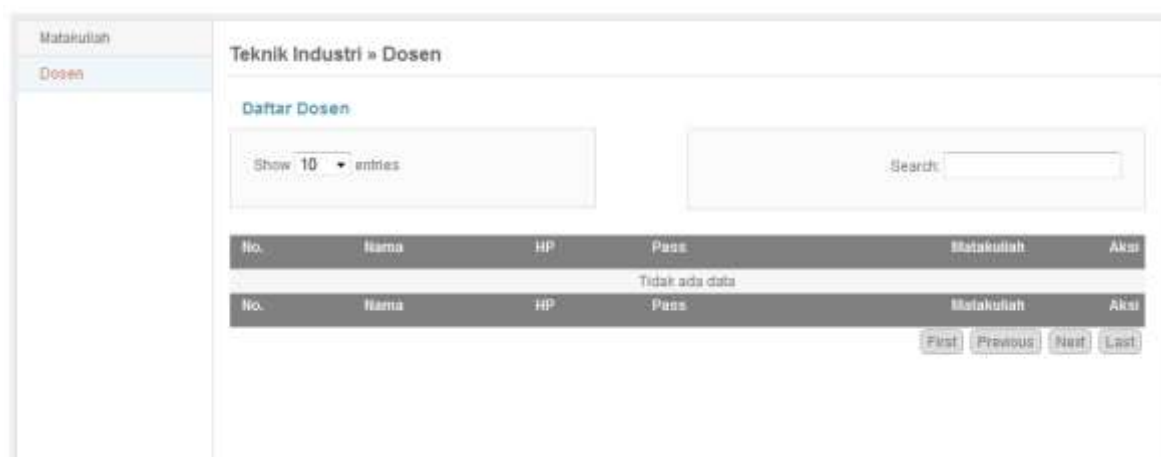 Matakuliah
Dosen
Teknik Industri » Dosen
Daftar Dosen
Show 10 entries
Search:
No. Nama HP Pass Matakuliah Aksi
Tidak ada data
No. Nama HP Pass Matakuliah Aksi
First Previous Next Last